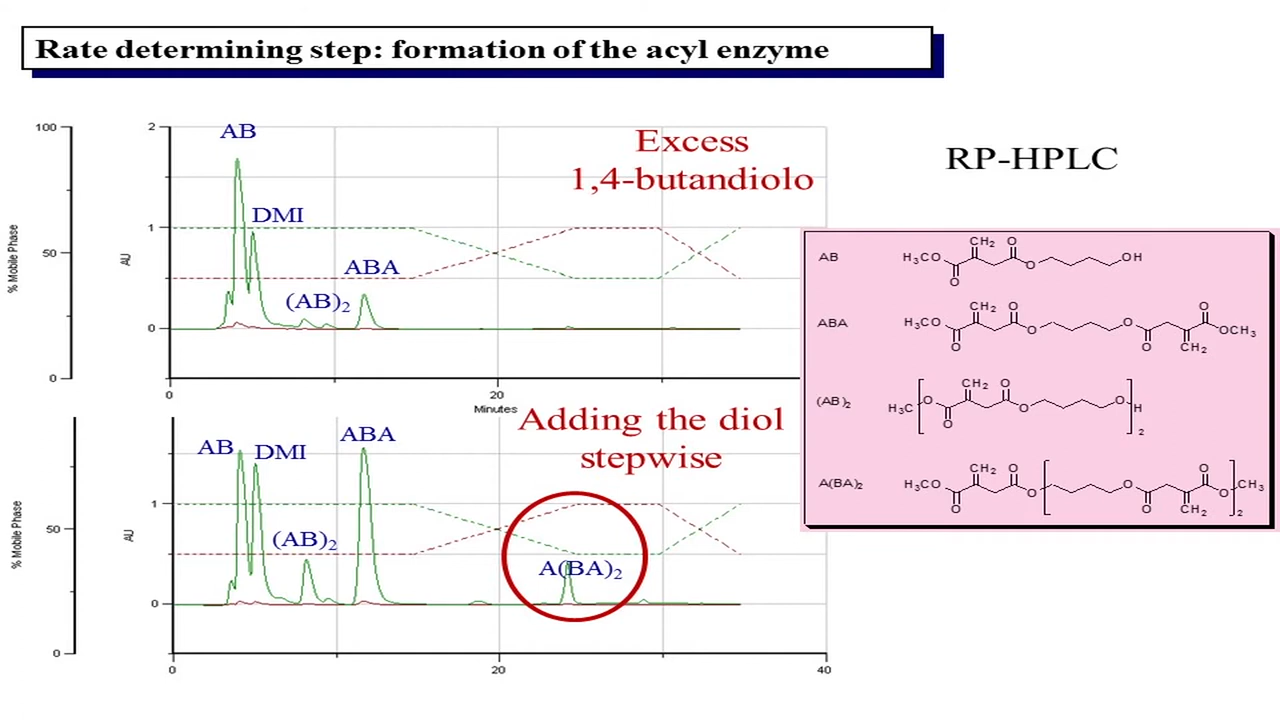 Rate determining step: formation of the acyl enzyme
Excess
1,4-butandiolo
RP-HPLC
100
50
0
% Mobile Phase
2
1
0
AU
AB
DMI
(AB)2
ABA
0
20
Minutes
Adding the diol
stepwise
50
0
% Mobile Phase
1
0
AU
AB
DMI
(AB)2
ABA
A(BA)2
0
20
40
AB
H3CO
CH2
O
O
O
OH
ABA
H3CO
CH2
O
O
O
O
O
O
CH2
OCH3
(AB)2
H3C
O
CH2
O
O
O
O
H
2
A(BA)2
H3CO
CH2
O
O
O
O
O
O
CH2
O
CH3
2